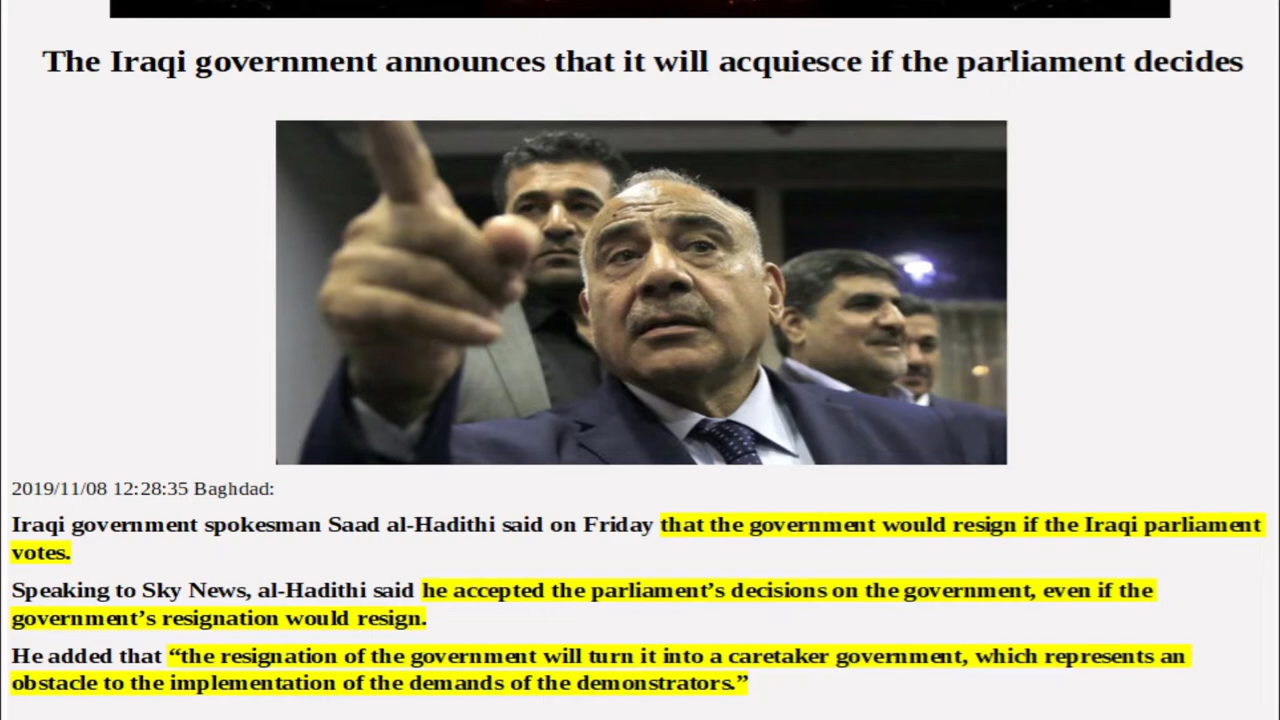 The Iraqi government announces that it will acquiesce if the parliament decides
2019/11/08 12:28:35 Baghdad:
Iraqi government spokesman Saad al-Hadithi said on Friday that the government would resign if the Iraqi parliament
votes.
Speaking to Sky News, al-Hadithi said he accepted the parliament’s decisions on the government, even if the
government’s resignation would resign.
He added that “the resignation of the government will turn it into a caretaker government, which represents an
obstacle to the implementation of the demands of the demonstrators.”